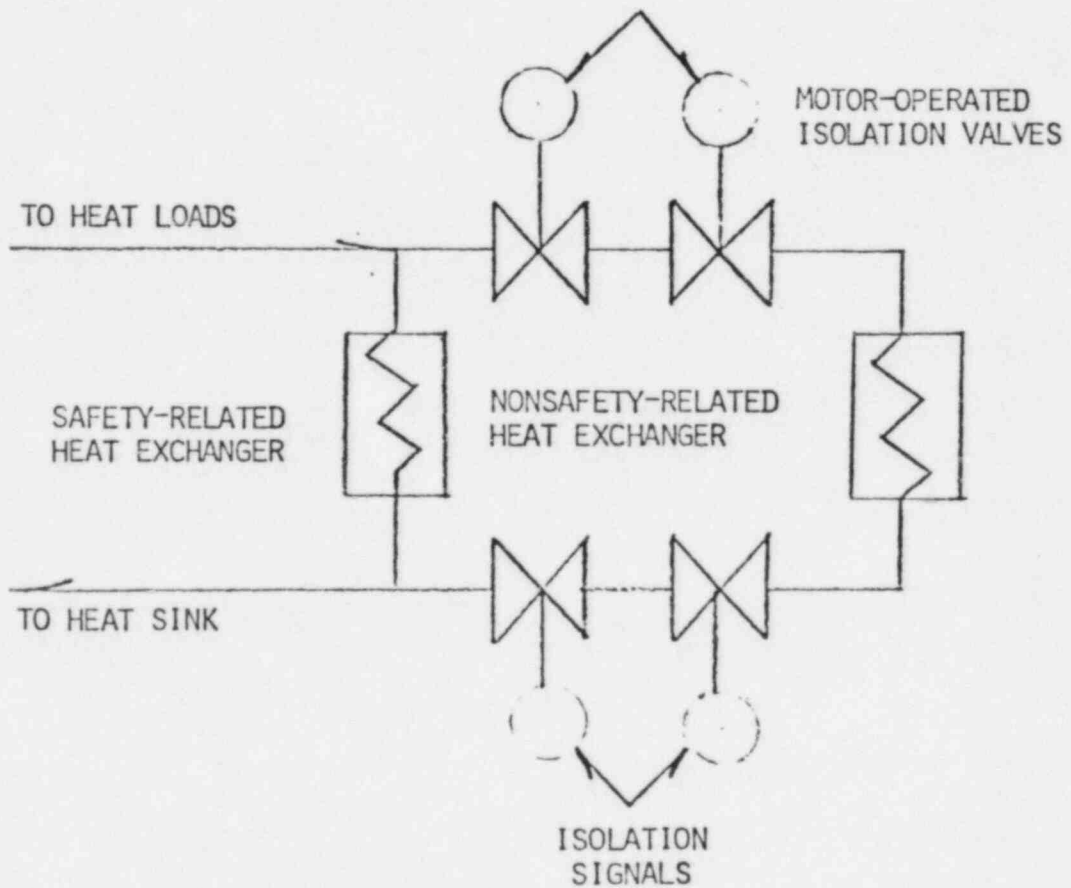 MOTOR-OPERATED
ISOLATION VALVES
TO HEAT LOADS
SAFETY-RELATED
HEAT EXCHANGER
NONSAFETY-RELATED
HEAT EXCHANGER
TO HEAT SINK
ISOLATION
SIGNALS